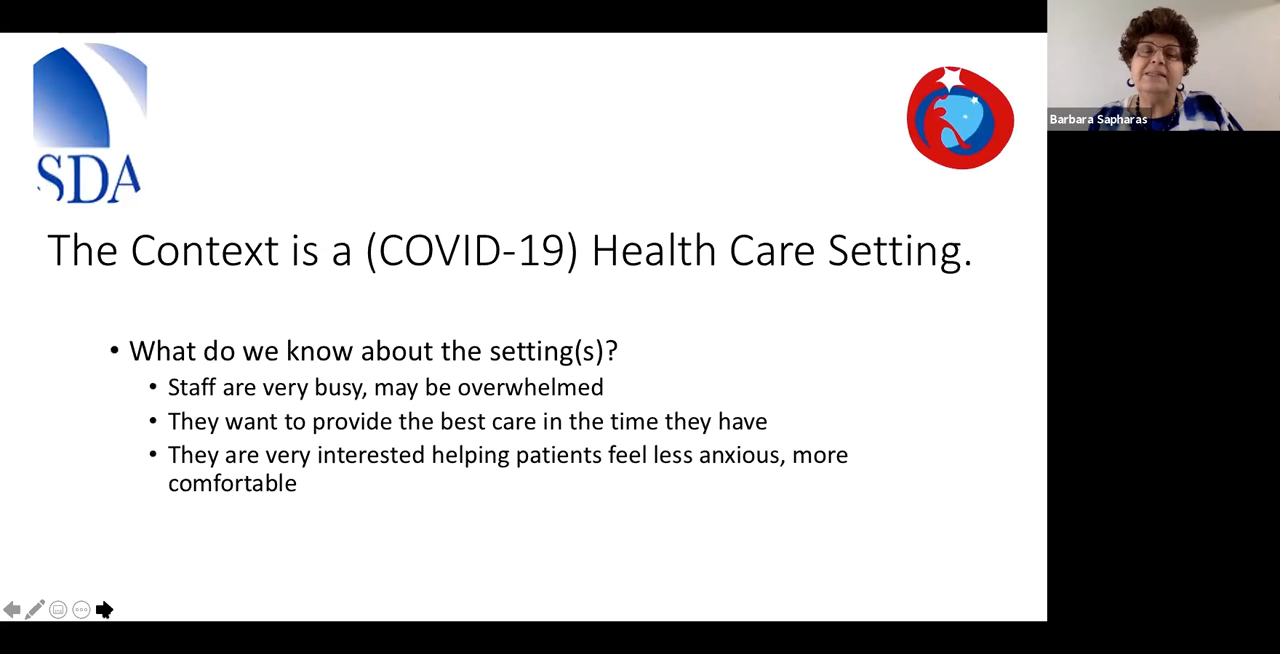 SDA
Barbara Sapharas
The Context is a (COVID-19) Health Care Setting.
• What do we know about the setting(s)?
• Staff are very busy, may be overwhelmed
• They want to provide the best care in the time they have
• They are very interested helping patients feel less anxious, more
comfortable